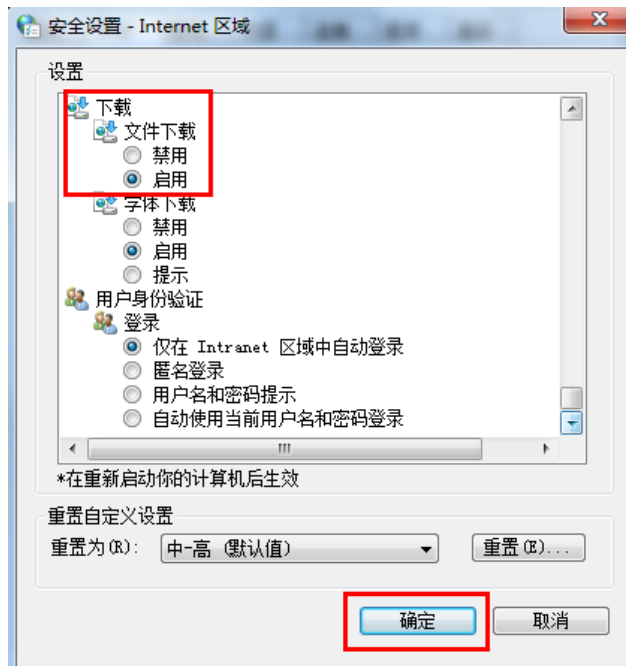 安全设置 - Internet 区域
设置
下载
文件下载
禁用
启用
字体下载
禁用
启用
提示
用户身份验证
登录
仅在 Intranet 区域中自动登录
匿名登录
用户名和密码提示
自动使用当前用户名和密码登录
*在重新启动你的计算机后生效
重置自定义设置
重置为(R): 中-高 (默认值) 重置(E)...
确定 取消